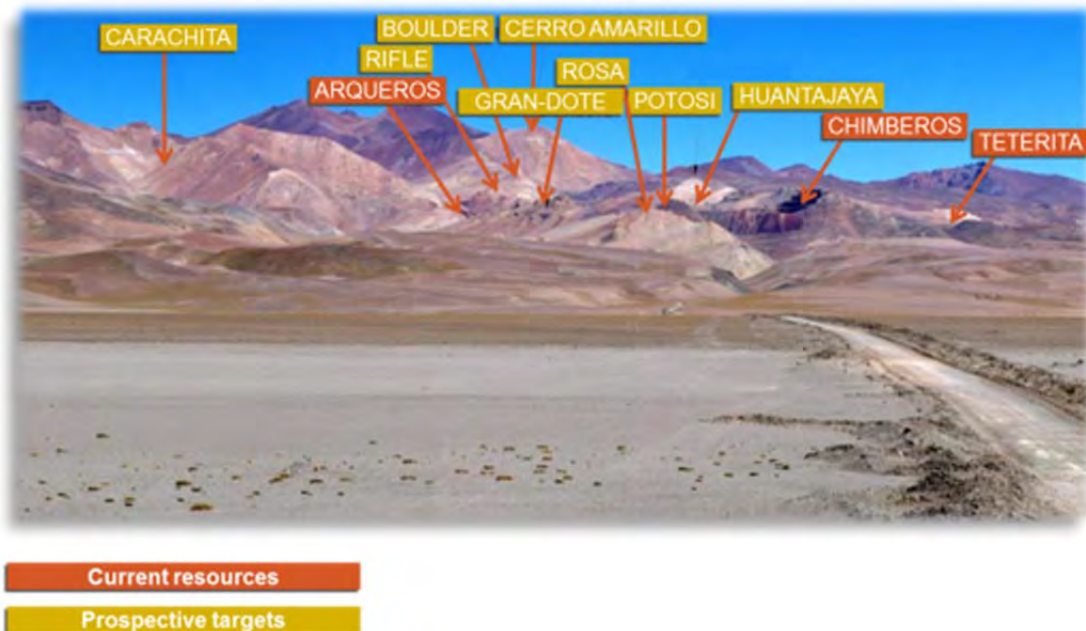 CARACHITA
BOULDER
CERRO AMARILLO
RIFLE
ROSA
ARQUEROS
GRAN-DOTE
POTOSI
HUANTAJAYA
CHIMBEROS
TETERITA
Current resources
Prospective targets